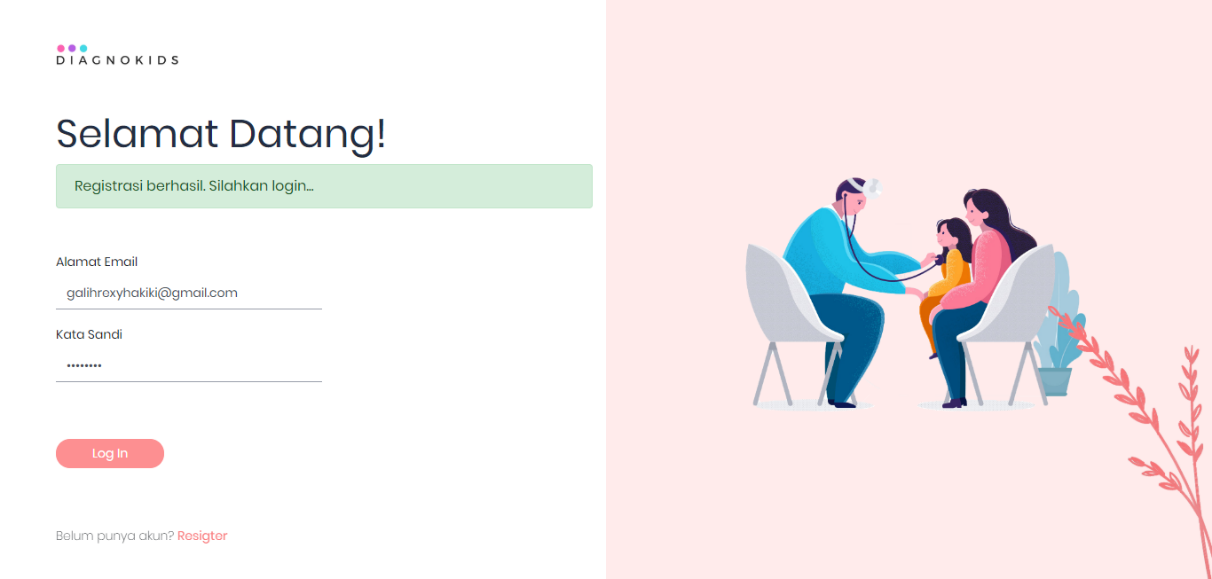 DIAGNOKIDS
Selamat Datang!
Registrasi berhasil. Silahkan login...
Alamat Email
galihrexyhakiki@gmail.com
Kata Sandi
••••••••
Log In
Belum punya akun? Resigter